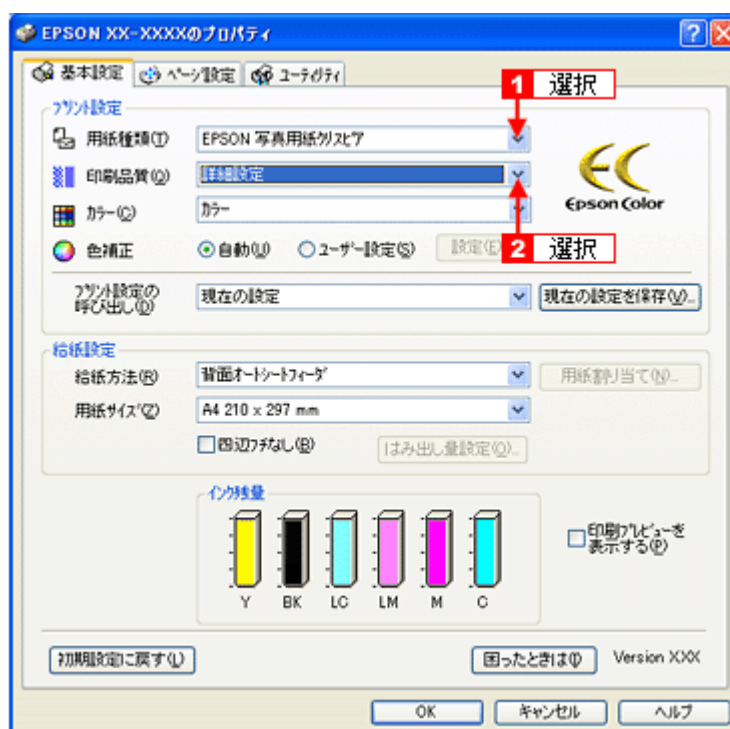 EPSON XX-XXXXのプロパティ
基本設定 ページ設定 ユーティリティ
1 選択
プリント設定
用紙種類(T) EPSON 写真用紙クリスピア
印刷品質(Q) 詳細設定
カラー(C) カラー
EPSON COLOR
色補正 自動(U) ユーザー設定(S) 設定(E)
2 選択
プリント設定の
呼び出し(D) 現在の設定 現在の設定を保存(V)...
給紙設定
給紙方法(R) 背面オートシートフィーダ 用紙割り当て(N)...
用紙サイズ(Z) A4 210 x 297 mm
四辺フチなし(B) はみ出し量設定(O)...
インク残量
Y BK LC LM M C
印刷プレビューを
表示する(P)
初期設定に戻す(L) 困ったときは(I) Version XXX
OK キャンセル ヘルプ